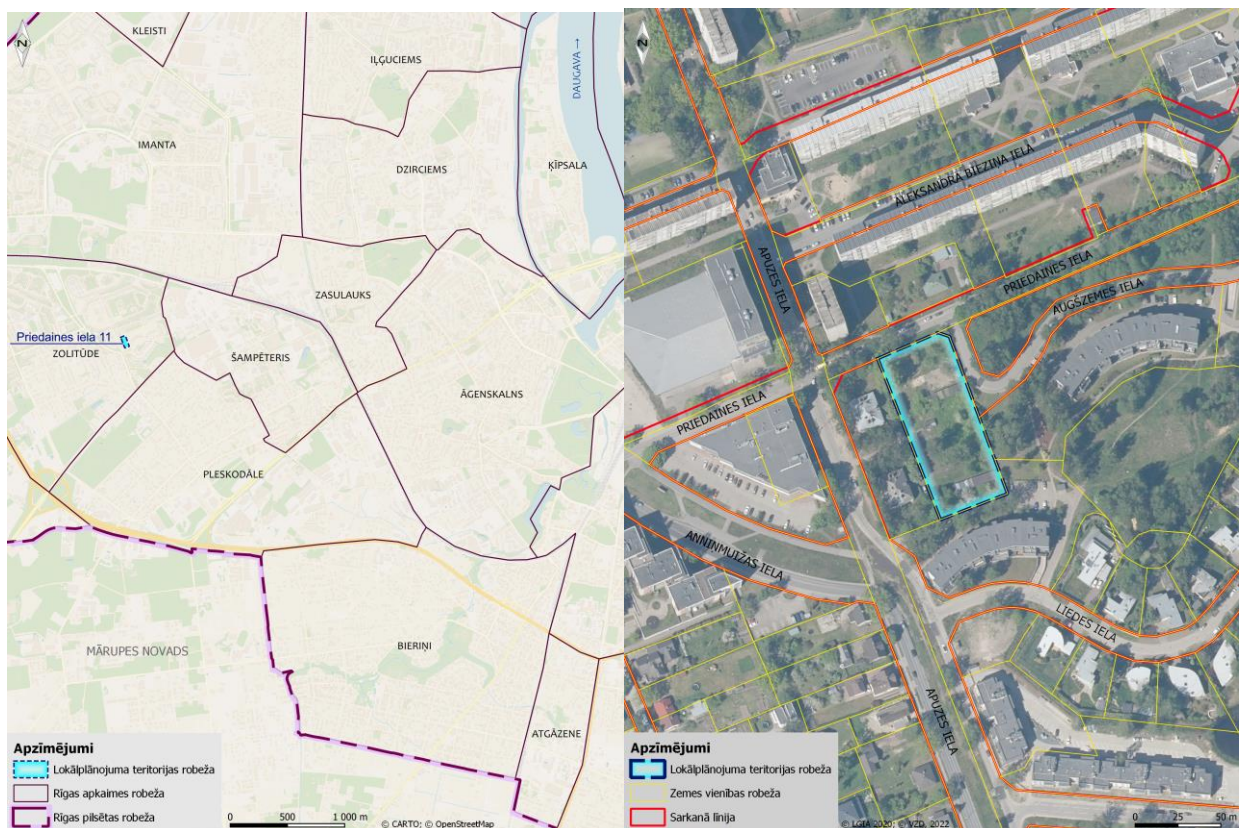 KLEISTI
IĻĢUCIEMS
DAUGAVA →
IMANTA
DZIRCIEMS
ĶĪPSALA
ZASULAUKS
Priedaines iela 11
ZOLITŪDE
ŠAMPĒTERIS
ĀGENSKALNS
PLESKODĀLE
MĀRUPES NOVADS
BIERIŅI
ATGĀZENE
Apzīmējumi
Lokālplānojuma teritorijas robeža
Rīgas apkaimes robeža
Rīgas pilsētas robeža
0 500 1 000 m
© CARTO; © OpenStreetMap
Z
Z
ALEKSANDRA BIEZIŅA IELA
APUZES IELA
PRIEDAINES IELA
AUGŠZEMES IELA
PRIEDAINES IELA
ANNIŅMUIŽAS IELA
LIEDES IELA
APUZES IELA
Apzīmējumi
Lokālplānojuma teritorijas robeža
Zemes vienības robeža
Sarkanā līnija
0 25 50 m
© LĢIA 2020; © VZD, 2022